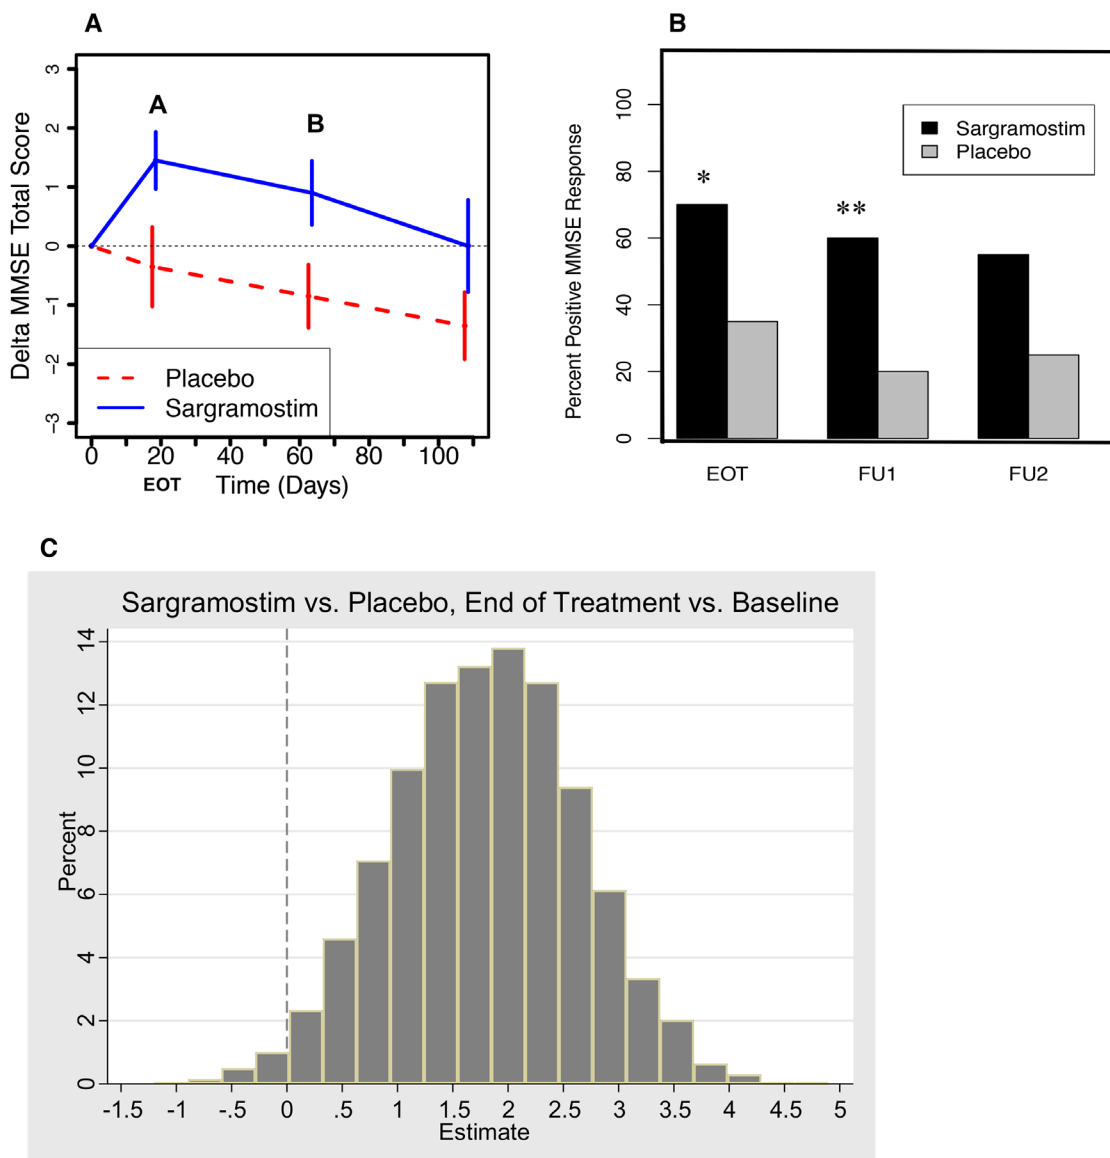 A
B
3
2
1
0
-1
-2
-3
Delta MMSE Total Score
A
B
Placebo
Sargramostim
0 20 40 60 80 100
EOT Time (Days)
100
80
60
40
20
0
Percent Positive MMSE Response
Sargramostim
Placebo
*
**
EOT FU1 FU2
C
Sargramostim vs. Placebo, End of Treatment vs. Baseline
14
12
10
8
6
4
2
0
Percent
-1.5 -1 -.5 0 .5 1 1.5 2 2.5 3 3.5 4 4.5 5
Estimate